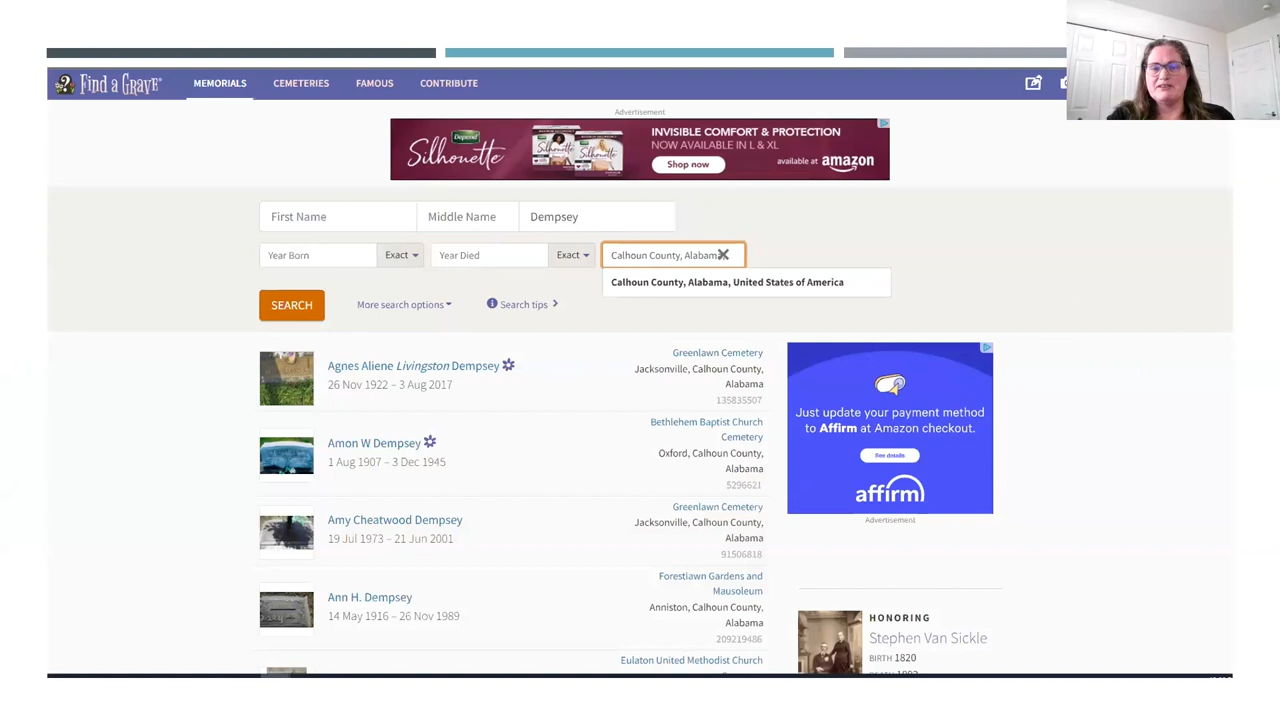 Find a Grave®
MEMORIALS
CEMETERIES
FAMOUS
CONTRIBUTE
Advertisement
Depend
Silhouette
INVISIBLE COMFORT & PROTECTION
NOW AVAILABLE IN L & XL
Shop now
available at amazon
First Name
Middle Name
Dempsey
Year Born
Exact
Year Died
Exact
Calhoun County, Alabam
Calhoun County, Alabama, United States of America
SEARCH
More search options
Search tips
Agnes Aliene Livingston Dempsey
26 Nov 1922 – 3 Aug 2017
Greenlawn Cemetery
Jacksonville, Calhoun County,
Alabama
135835507
Amon W Dempsey
1 Aug 1907 – 3 Dec 1945
Bethlehem Baptist Church
Cemetery
Oxford, Calhoun County,
Alabama
5296621
Amy Cheatwood Dempsey
19 Jul 1973 – 21 Jun 2001
Greenlawn Cemetery
Jacksonville, Calhoun County,
Alabama
91506818
Ann H. Dempsey
14 May 1916 – 26 Nov 1989
Forestlawn Gardens and
Mausoleum
Anniston, Calhoun County,
Alabama
209219486
Eulaton United Methodist Church
Just update your payment method
to Affirm at Amazon checkout.
See details
affirm
Advertisement
HONORING
Stephen Van Sickle
BIRTH 1820